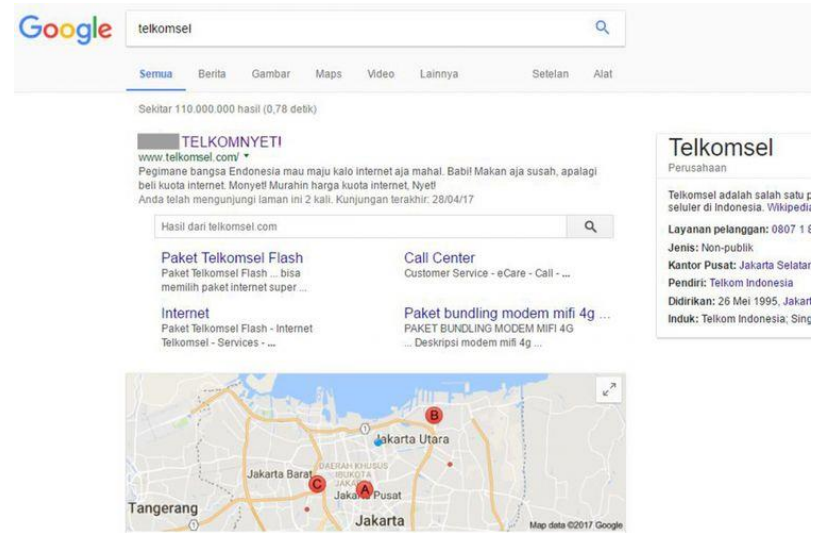 Google
telkomsel
Semua Berita Gambar Maps Video Lainnya Setelan Alat
Sekitar 110.000.000 hasil (0,78 detik)
TELKOMNYET!
www.telkomsel.com/
Pegimane bangsa Endonesia mau maju kalo internet aja mahal. Babi! Makan aja susah, apalagi
beli kuota internet. Monyet! Murahin harga kuota internet, Nyet!
Anda telah mengunjungi laman ini 2 kali. Kunjungan terakhir: 28/04/17
Hasil dari telkomsel.com
Paket Telkomsel Flash
Paket Telkomsel Flash ... bisa
memilih paket internet super ...
Call Center
Customer Service - eCare - Call - ...
Internet
Paket Telkomsel Flash - Internet
Telkomsel - Services - ...
Paket bundling modem mifi 4g ...
PAKET BUNDLING MODEM MIFI 4G
... Deskripsi modem mifi 4g ...
B
Jakarta Utara
DAERAH KHUSUS
IBUKOTA
JAKARTA
Jakarta Barat
C
A
Jakarta Pusat
Tangerang
Jakarta
Map data ©2017 Google
Telkomsel
Perusahaan
Telkomsel adalah salah satu p
seluler di Indonesia. Wikipedia
Layanan pelanggan: 0807 1 8
Jenis: Non-publik
Kantor Pusat: Jakarta Selatan
Pendiri: Telkom Indonesia
Didirikan: 26 Mei 1995, Jakart
Induk: Telkom Indonesia; Sing